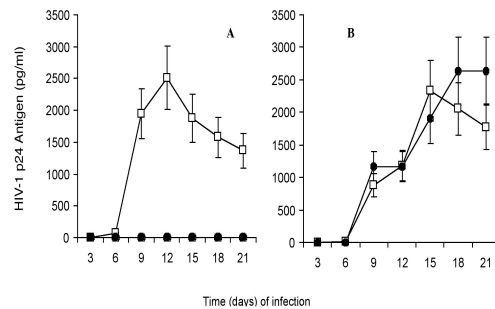 A
B
HIV-1 p24 Antigen (pg/ml)
3500
3000
2500
2000
1500
1000
500
0
3 6 9 12 15 18 21
3500
3000
2500
2000
1500
1000
500
0
3 6 9 12 15 18 21
Time (days) of infection